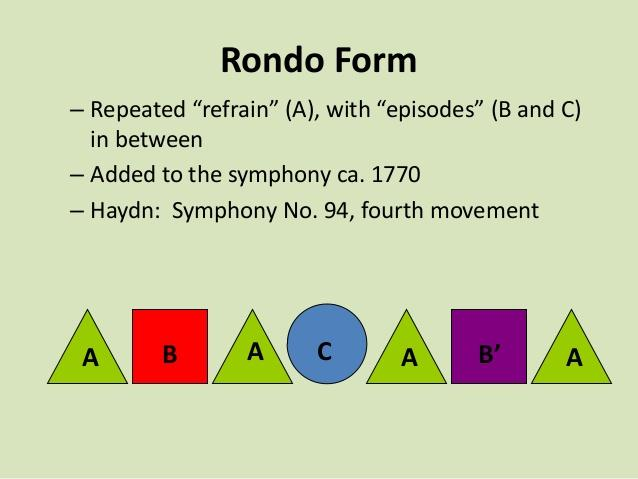 Rondo Form
– Repeated “refrain” (A), with “episodes” (B and C)
in between
– Added to the symphony ca. 1770
– Haydn:  Symphony No. 94, fourth movement
A B A C A B’ A